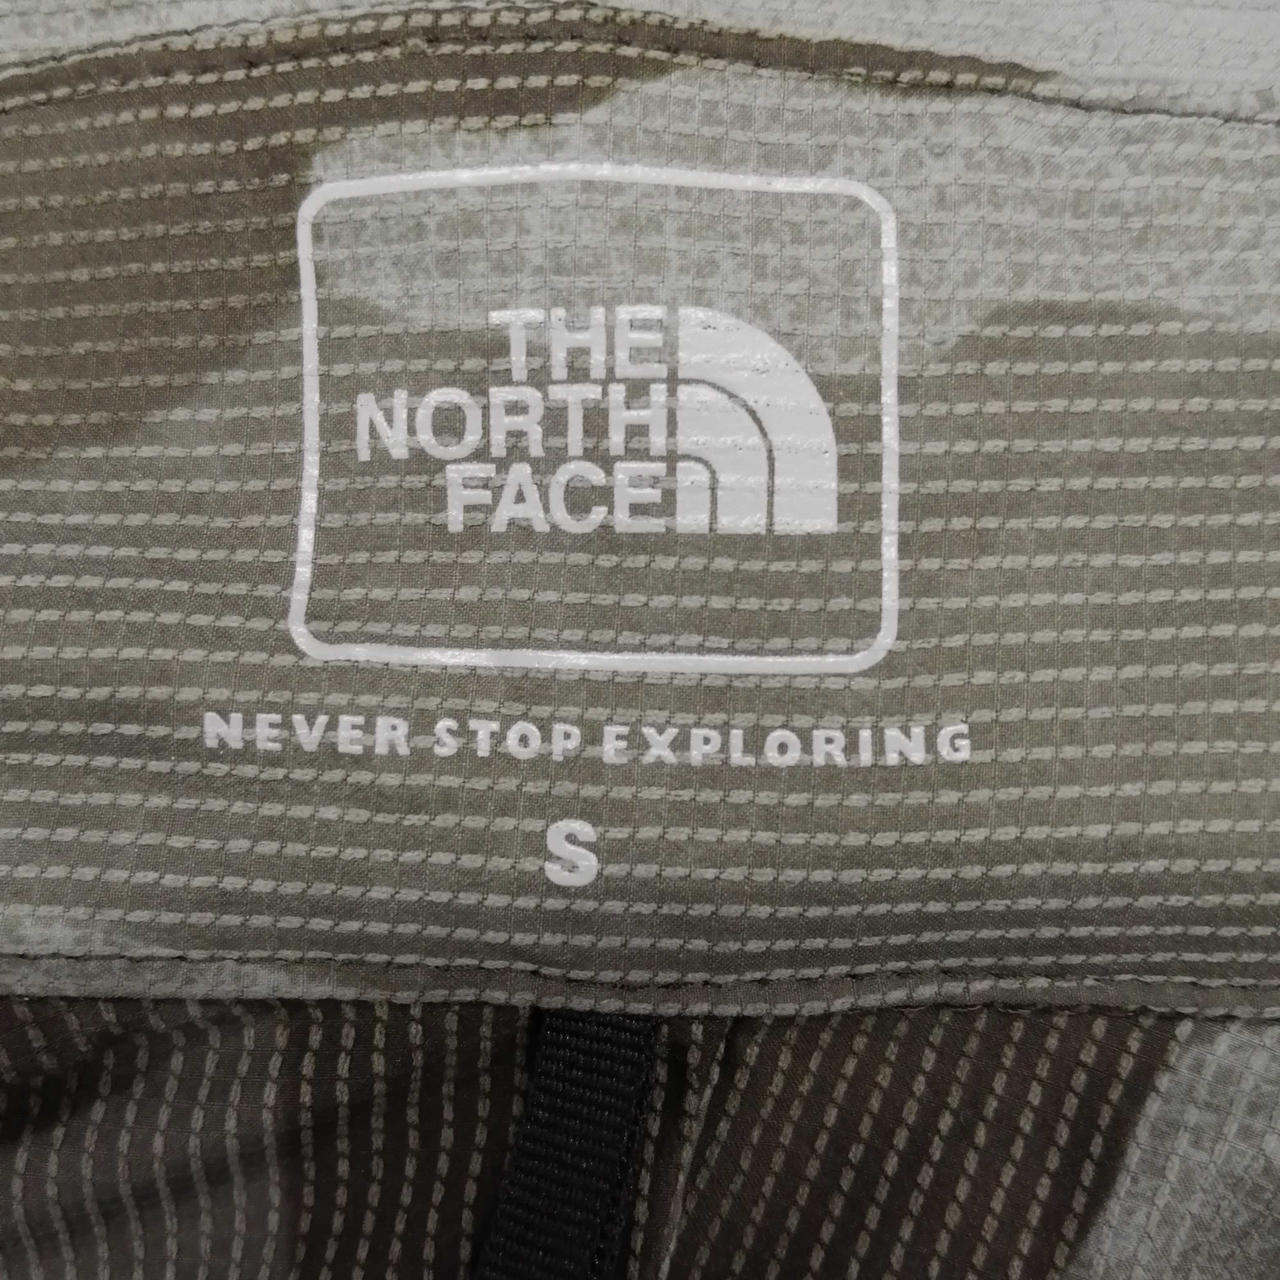 THE
NORTH
FACE
NEVER STOP EXPLORING
S